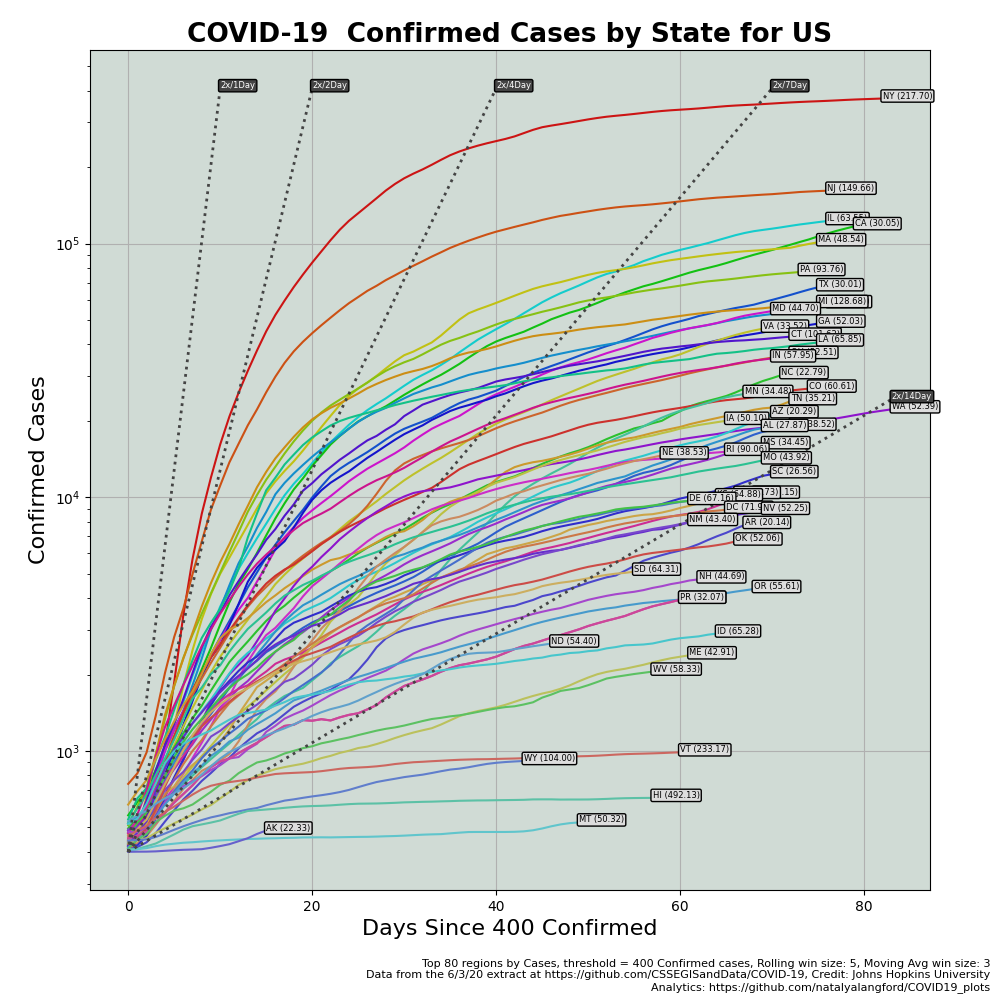 COVID-19  Confirmed Cases by State for US
2x/1Day
2x/2Day
2x/4Day
2x/7Day
NY (217.70)
NJ (149.66)
CA (30.05)
MA (48.54)
PA (93.76)
TX (30.01)
MI (128.68)
MD (44.70)
GA (52.03)
VA (33.52)
CT
LA (65.85)
IN (57.95)
NC (22.79)
CO (60.61)
MN (34.48)
TN (35.21)
2x/14Day
WA (52.39)
AZ (20.29)
IA (50.10)
AL (27.87)
38.52)
MS (34.45)
RI (90.06)
NE (38.53)
MO (43.92)
SC (26.56)
DE (67.16)
DC
NV (52.25)
NM (43.40)
AR (20.14)
OK (52.06)
SD (64.31)
NH (44.69)
OR (55.61)
PR (32.07)
ID (65.28)
ND (54.40)
ME (42.91)
WV (58.33)
VT (233.17)
WY (104.00)
HI (492.13)
MT (50.32)
AK (22.33)
10⁵
10⁴
10³
Confirmed Cases
0
20
40
60
80
Days Since 400 Confirmed
Top 80 regions by Cases, threshold = 400 Confirmed cases, Rolling win size: 5, Moving Avg win size: 3
Data from the 6/3/20 extract at https://github.com/CSSEGISandData/COVID-19, Credit: Johns Hopkins University
Analytics: https://github.com/natalyalangford/COVID19_plots